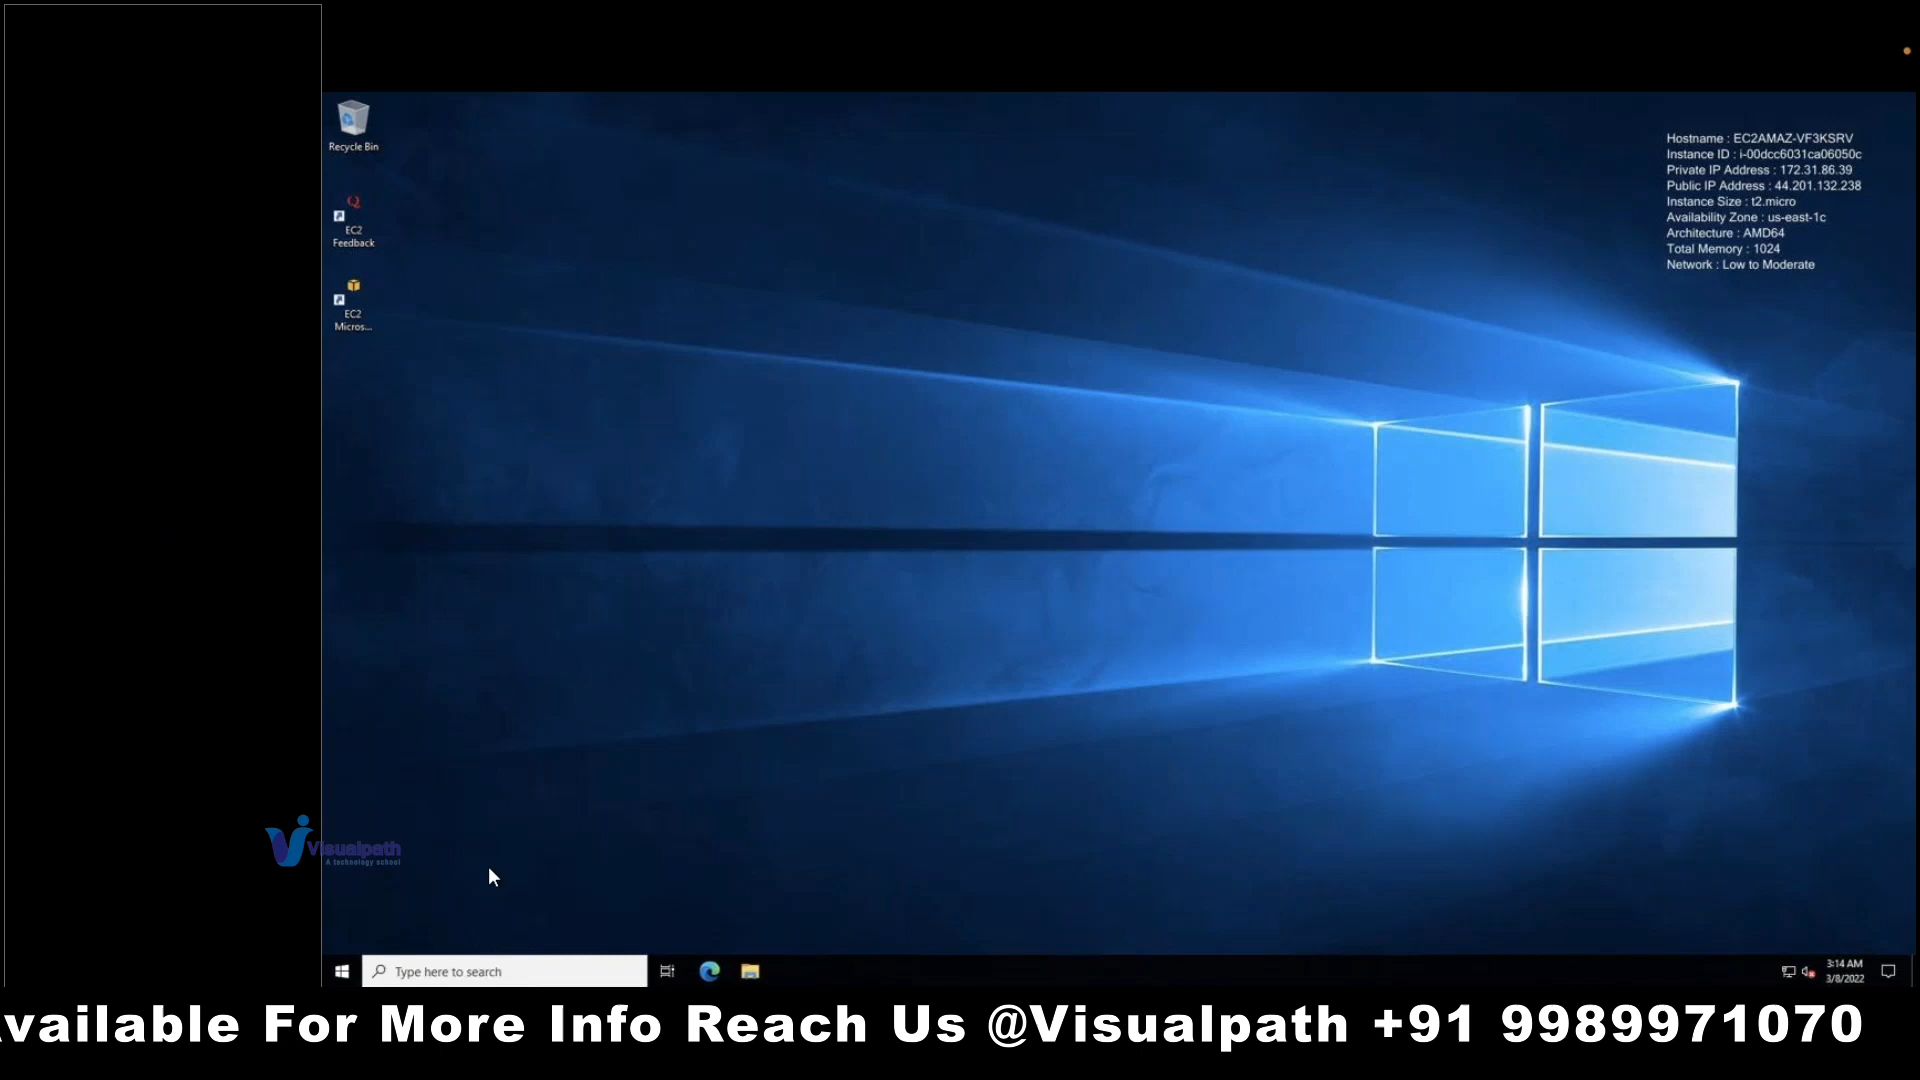 Recycle Bin
EC2
Feedback
EC2
Micros...
Hostname : EC2AMAZ-VF3KSRV
Instance ID : i-00dcc6031ca06050c
Private IP Address : 172.31.86.39
Public IP Address : 44.201.132.238
Instance Size : t2.micro
Availability Zone : us-east-1c
Architecture : AMD64
Total Memory : 1024
Network : Low to Moderate
Visualpath
A technology school
Type here to search
3:14 AM
3/8/2022
vailable For More Info Reach Us @Visualpath +91 9989971070